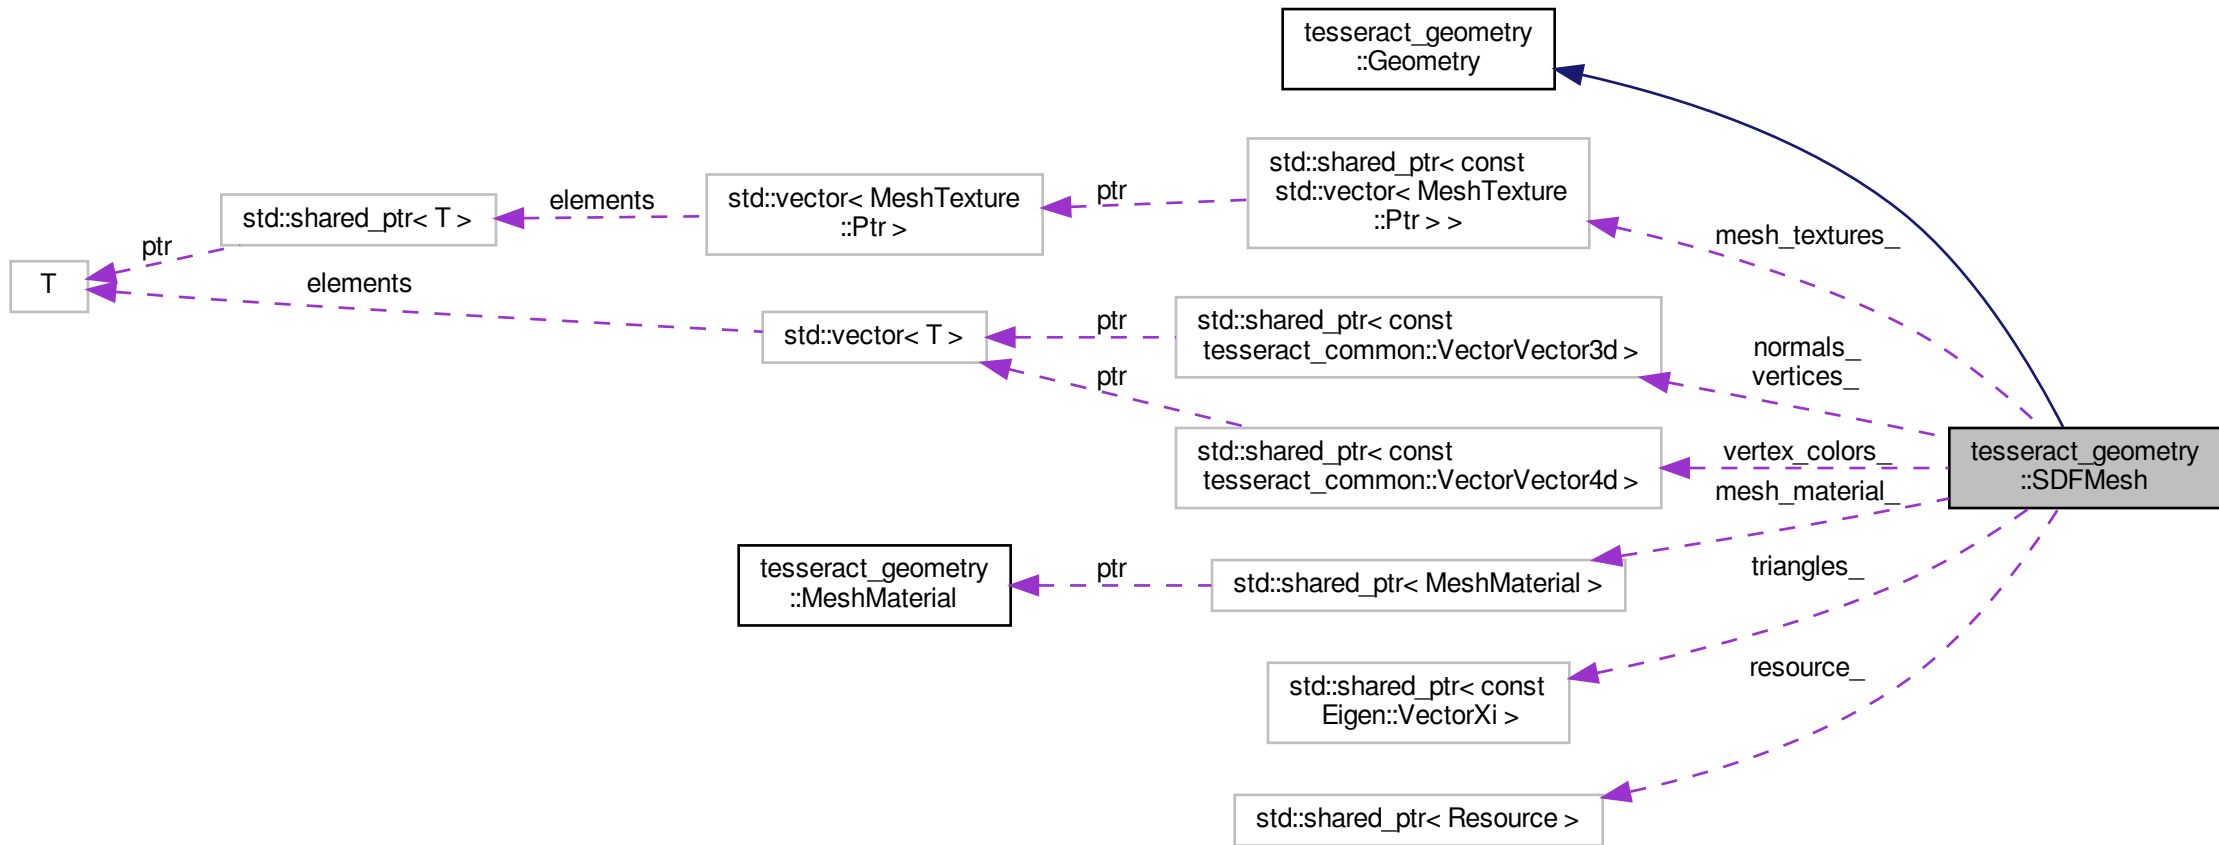 tesseract_geometry
::Geometry
std::shared_ptr< const
std::vector< MeshTexture
::Ptr > >
std::vector< MeshTexture
::Ptr >
std::shared_ptr< T >
T
ptr
elements
ptr
mesh_textures_
elements
std::vector< T >
ptr
std::shared_ptr< const
tesseract_common::VectorVector3d >
normals_
vertices_
ptr
std::shared_ptr< const
tesseract_common::VectorVector4d >
vertex_colors_
tesseract_geometry
::SDFMesh
mesh_material_
tesseract_geometry
::MeshMaterial
ptr
std::shared_ptr< MeshMaterial >
triangles_
std::shared_ptr< const
Eigen::VectorXi >
resource_
std::shared_ptr< Resource >